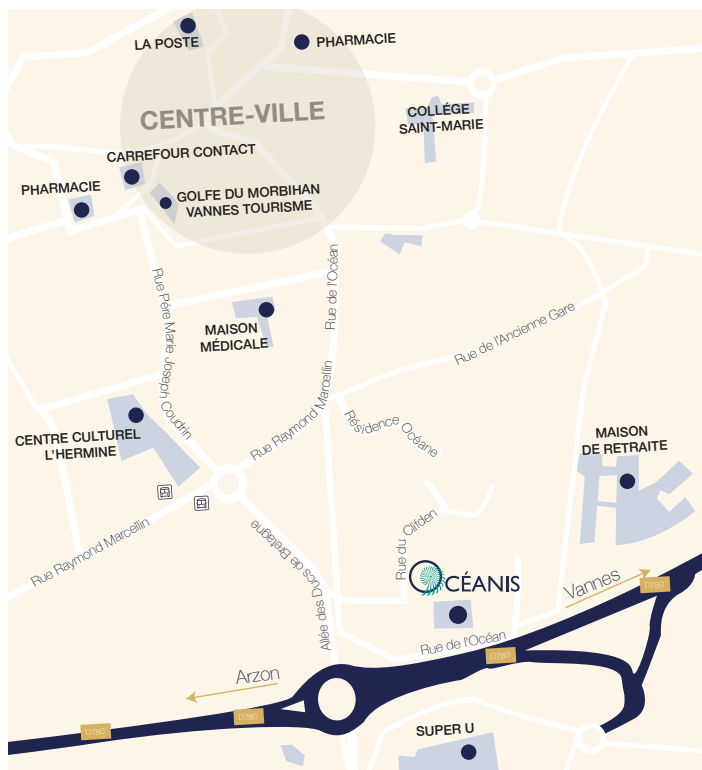 LA POSTE
PHARMACIE
CENTRE-VILLE
COLLÉGE
SAINT-MARIE
CARREFOUR CONTACT
PHARMACIE
GOLFE DU MORBIHAN
VANNES TOURISME
Rue de l'Océan
Rue Père Marie Joseph Coudrin
MAISON
MÉDICALE
Rue de l'Ancienne Gare
Rue Raymond Marcellin
Résidence Océane
CENTRE CULTUREL
L'HERMINE
MAISON
DE RETRAITE
Rue Raymond Marcellin
Allée des Ducs de Bretagne
Rue du Clifden
OCÉANIS
Vannes
D780
Rue de l'Océan
D780
Arzon
D780
D780
SUPER U